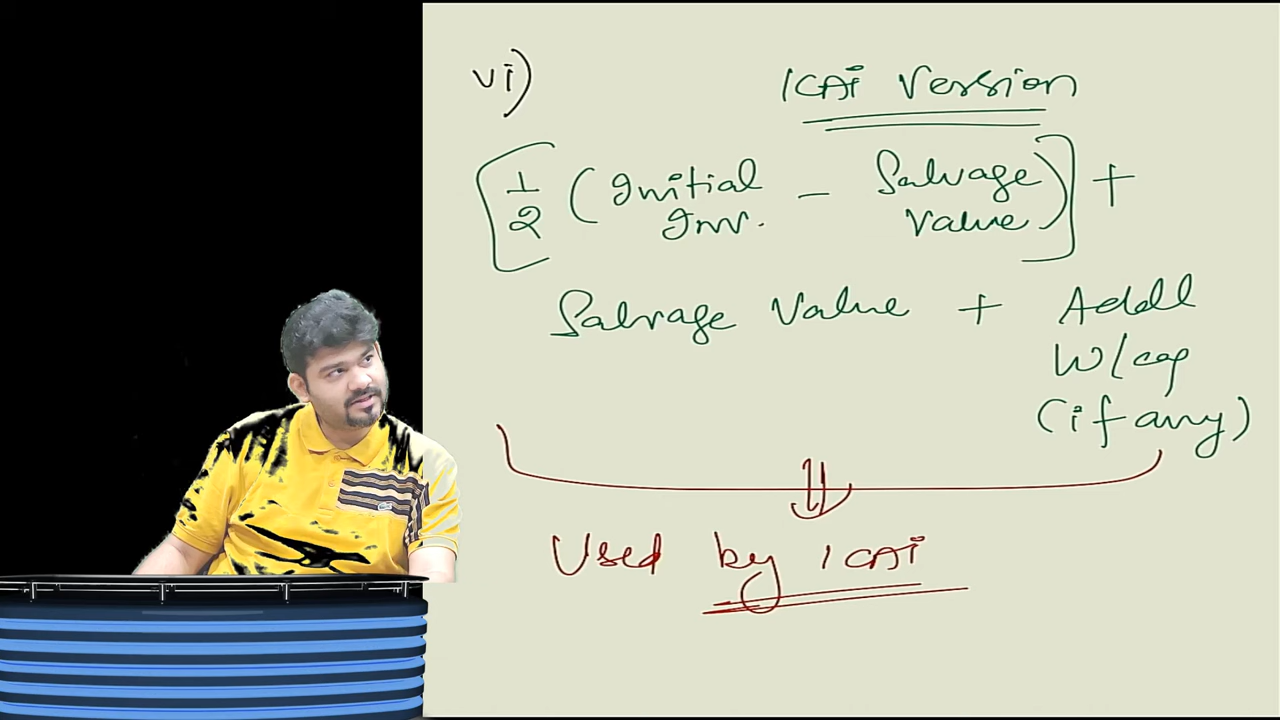 vi) ICAI Version
[1/2 (Initial Inv. - Salvage Value)] +
Salvage Value + Addl W/cap (if any)
Used by ICAI